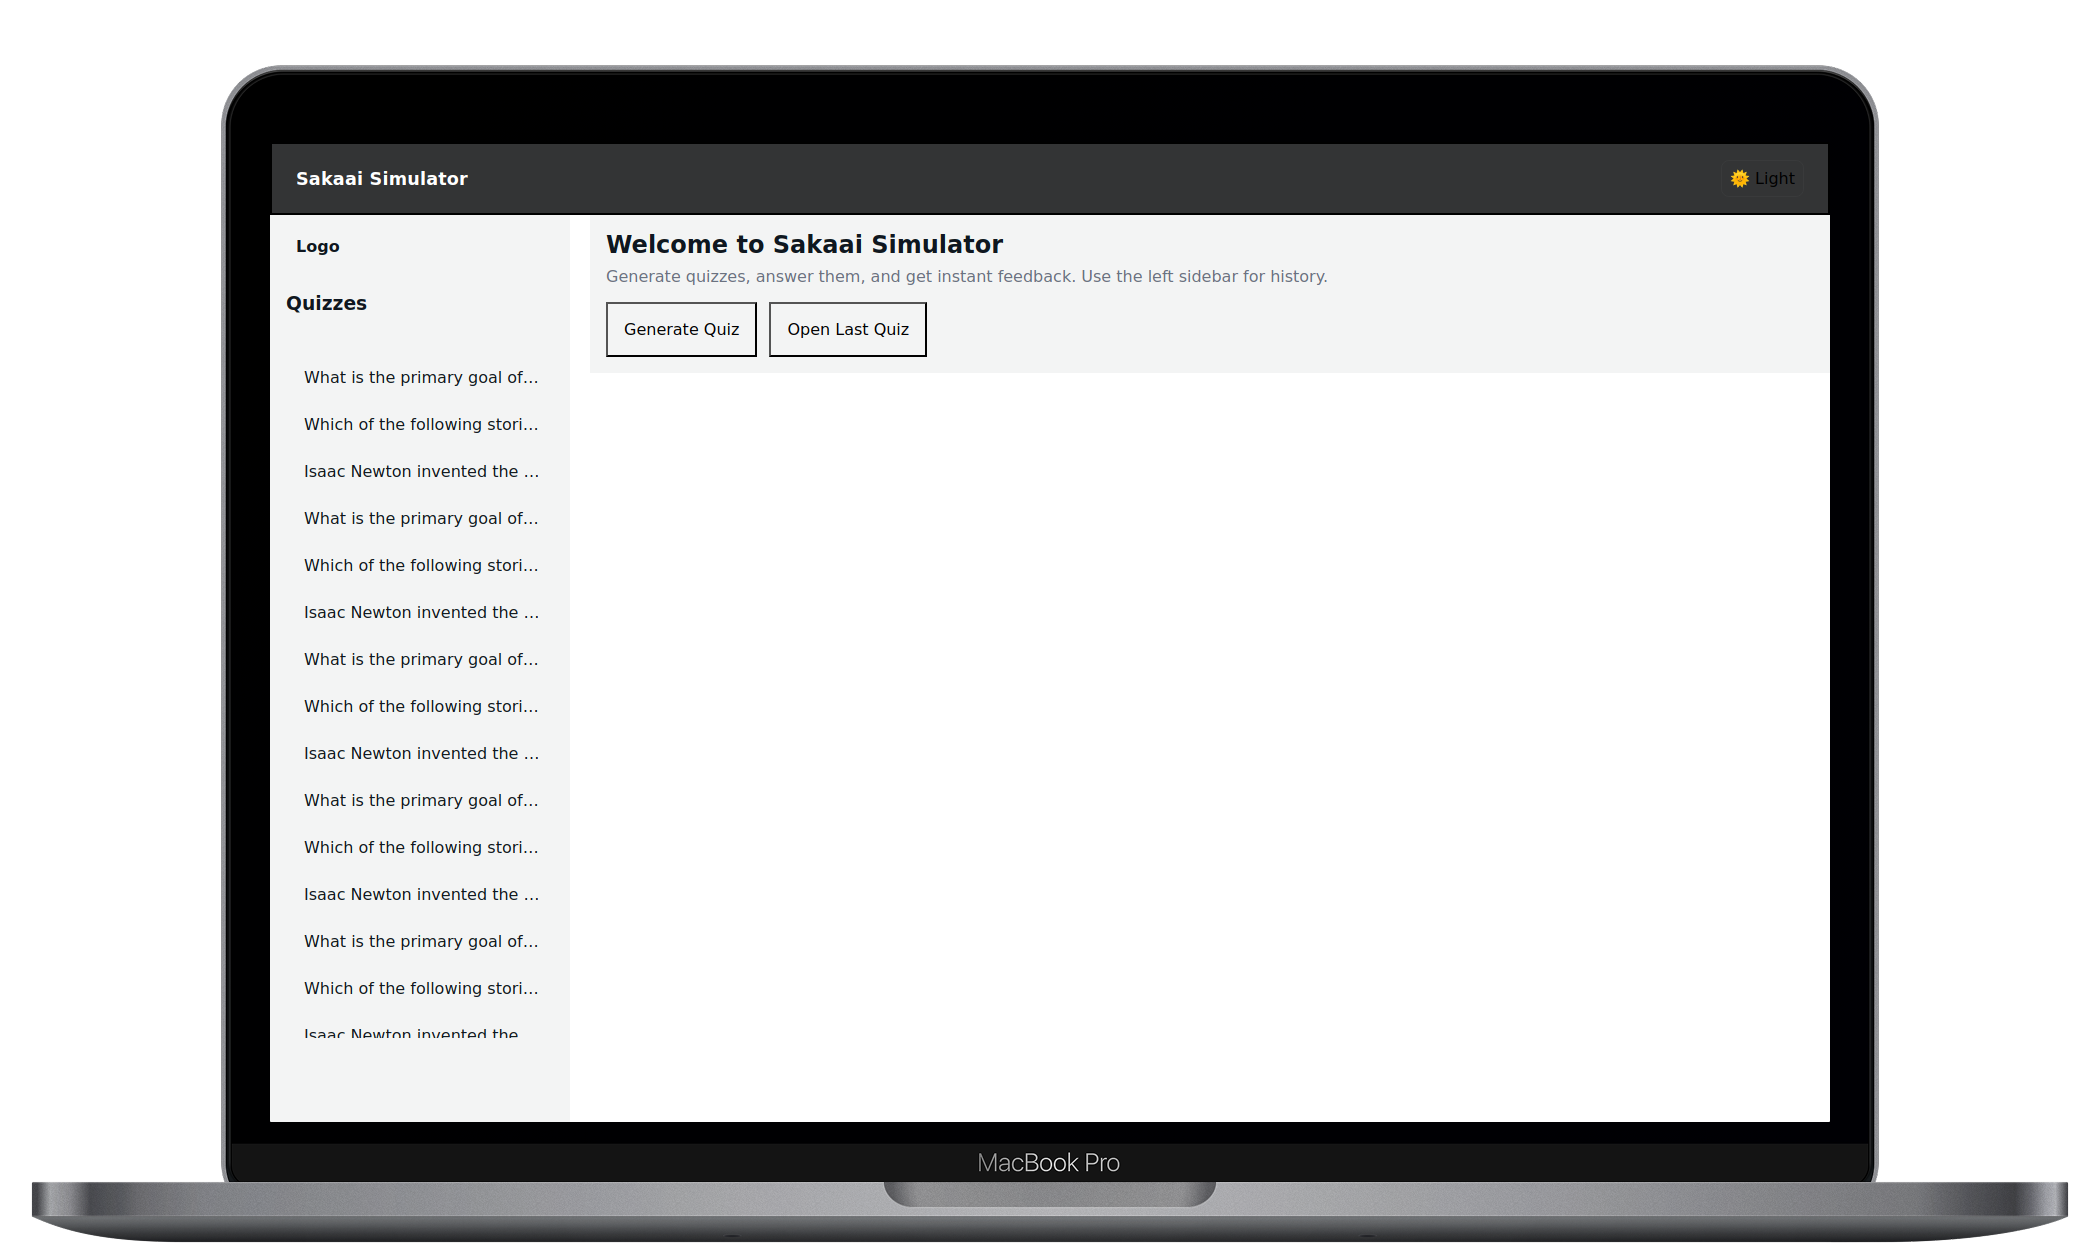 Sakaai Simulator
🌞 Light
Logo
Quizzes
What is the primary goal of...
Which of the following stori...
Isaac Newton invented the ...
What is the primary goal of...
Which of the following stori...
Isaac Newton invented the ...
What is the primary goal of...
Which of the following stori...
Isaac Newton invented the ...
What is the primary goal of...
Which of the following stori...
Isaac Newton invented the ...
What is the primary goal of...
Which of the following stori...
Isaac Newton invented the
Welcome to Sakaai Simulator
Generate quizzes, answer them, and get instant feedback. Use the left sidebar for history.
Generate Quiz
Open Last Quiz
MacBook Pro